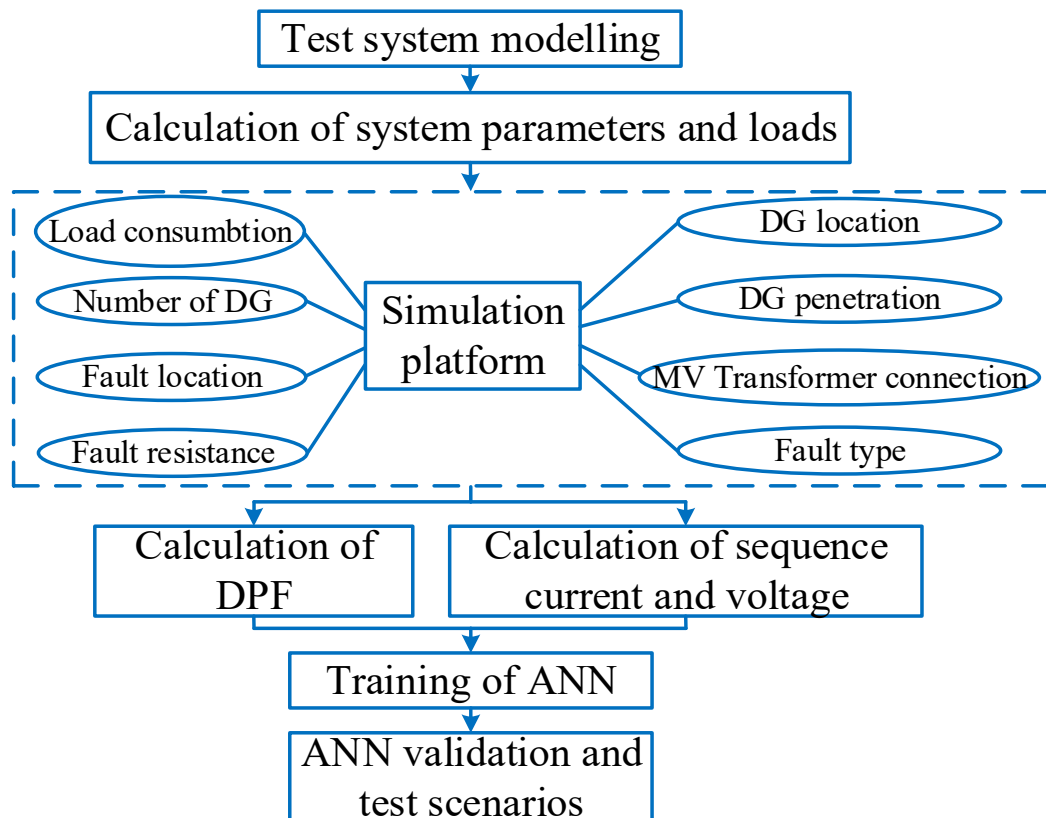 Test system modelling
Calculation of system parameters and loads
Load consumbtion
Number of DG
Fault location
Fault resistance
Simulation
platform
DG location
DG penetration
MV Transformer connection
Fault type
Calculation of
DPF
Calculation of sequence
current and voltage
Training of ANN
ANN validation and
test scenarios